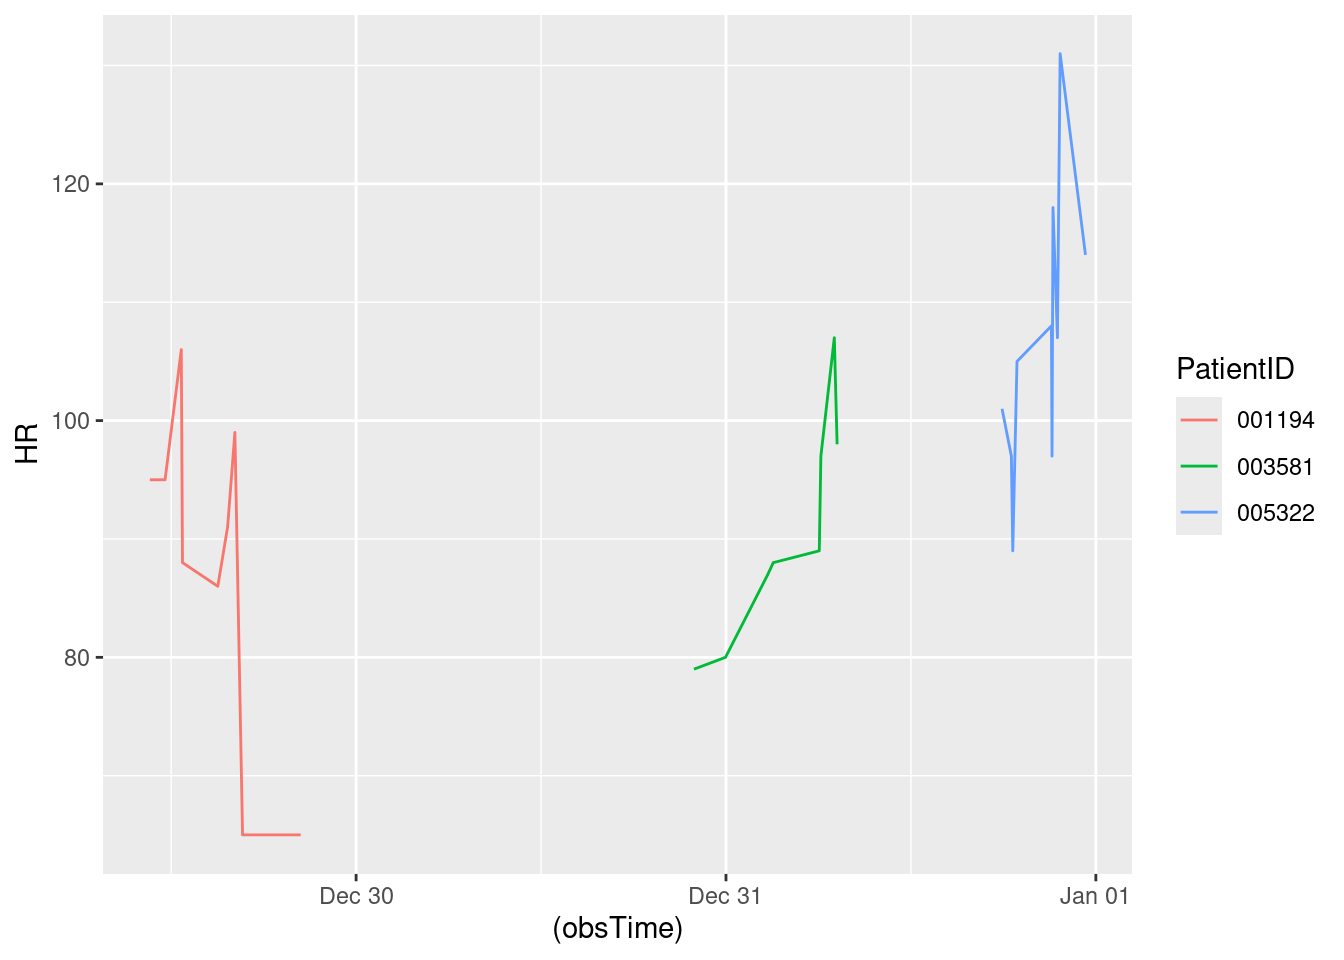 120
100
80
HR
Dec 30
Dec 31
Jan 01
(obsTime)
PatientID
001194
003581
005322